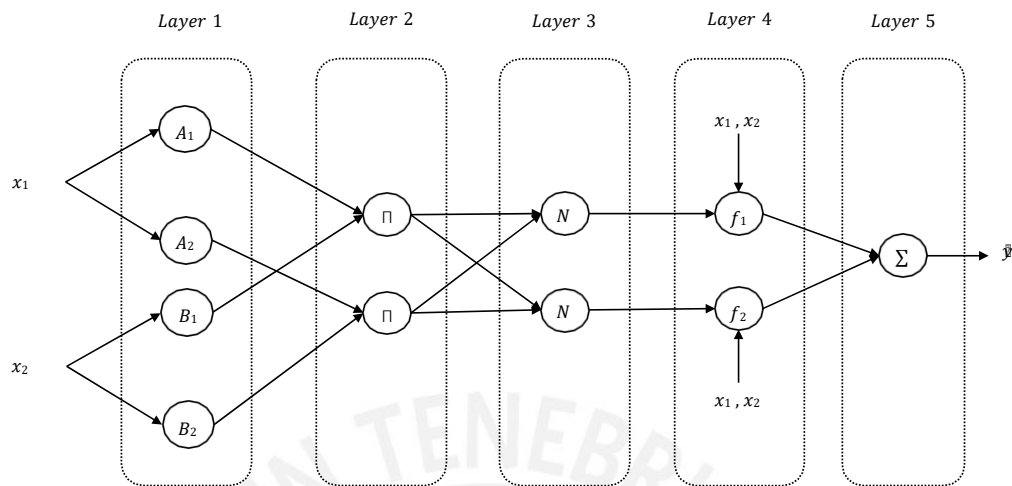 Layer 1 Layer 2 Layer 3 Layer 4 Layer 5
A₁
x₁, x₂
x₁
A₂
Π N f₁
B₁
Σ
Π N f₂
x₂
x₁, x₂
B₂
TENEBRI